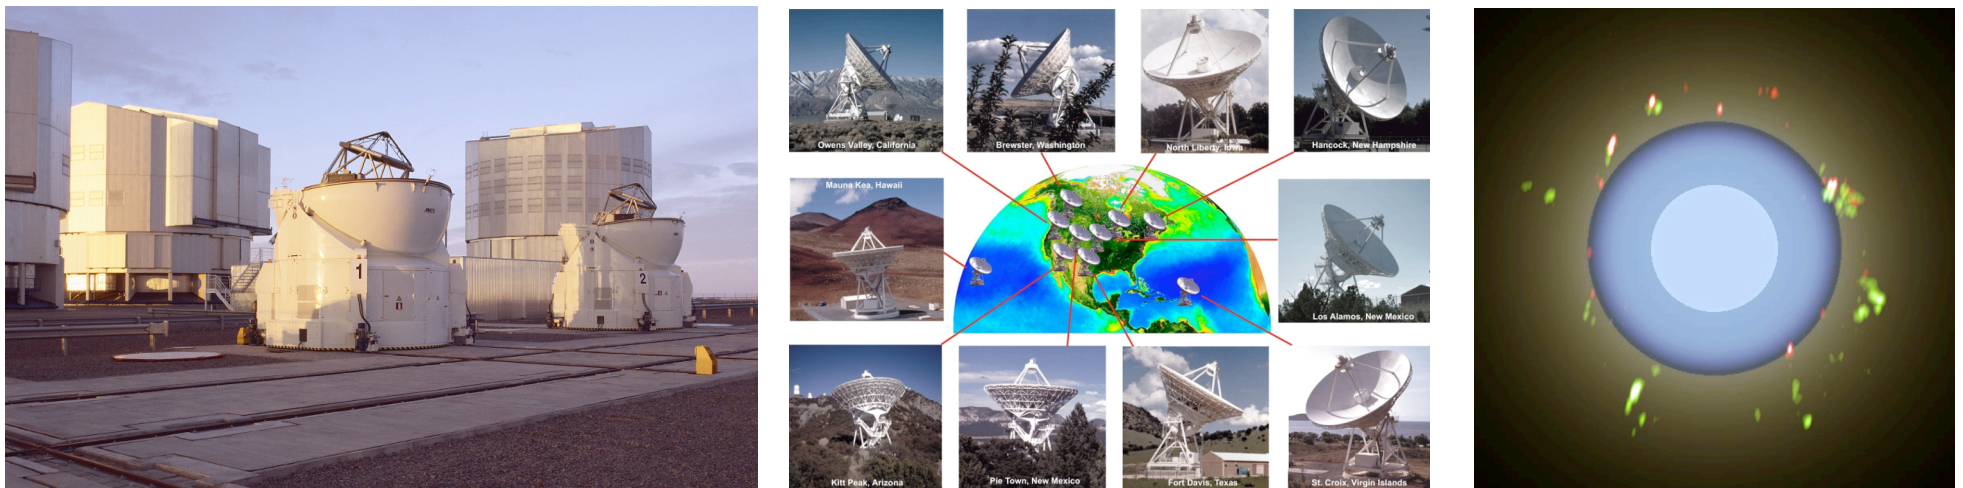 1
2
Owens Valley, California
Brewster, Washington
North Liberty, Iowa
Hancock, New Hampshire
Mauna Kea, Hawaii
Los Alamos, New Mexico
Kitt Peak, Arizona
Pie Town, New Mexico
Fort Davis, Texas
St. Croix, Virgin Islands